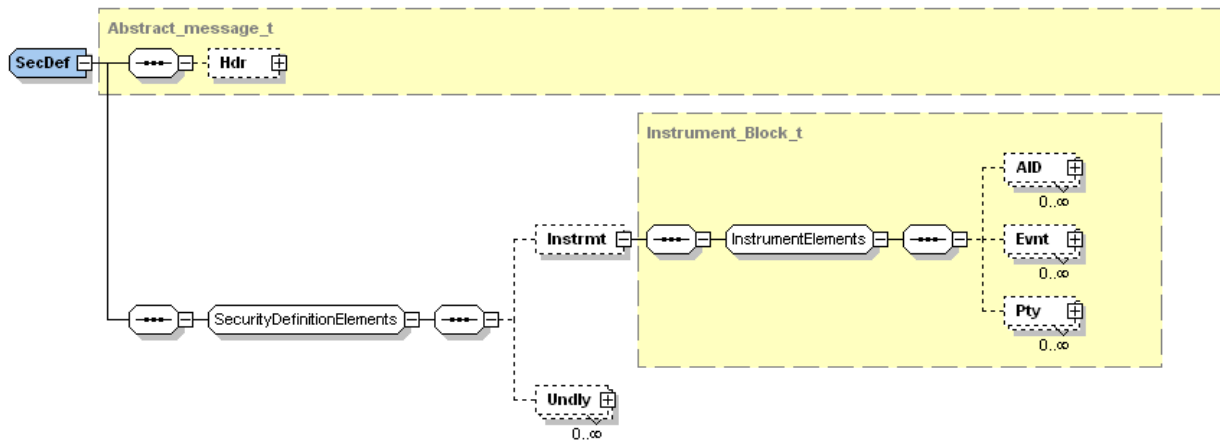 Abstract_message_t
SecDef
Hdr
Instrument_Block_t
AID
0..∞
Instrmt
InstrumentElements
Evnt
0..∞
Pty
0..∞
SecurityDefinitionElements
Undly
0..∞